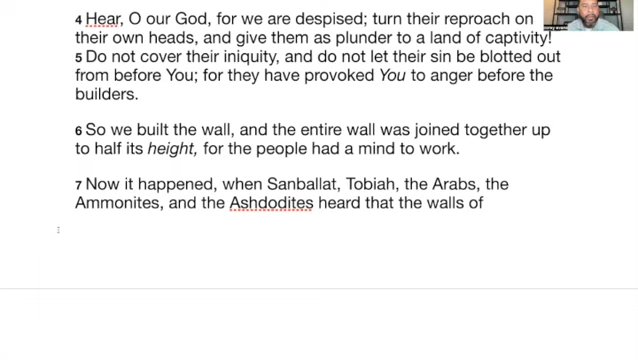 4 Hear, O our God, for we are despised; turn their reproach on
their own heads, and give them as plunder to a land of captivity!
5 Do not cover their iniquity, and do not let their sin be blotted out
from before You; for they have provoked You to anger before the
builders.
6 So we built the wall, and the entire wall was joined together up
to half its height, for the people had a mind to work.
7 Now it happened, when Sanballat, Tobiah, the Arabs, the
Ammonites, and the Ashdodites heard that the walls of